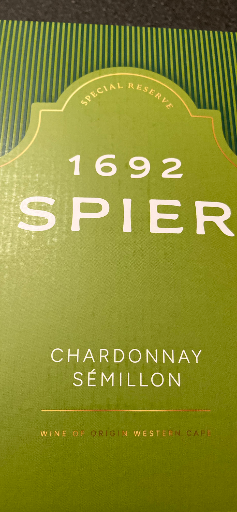 SPECIAL RESERVE
1692
SPIER
CHARDONNAY
SÉMILLON
WINE OF ORIGIN WESTERN CAPE